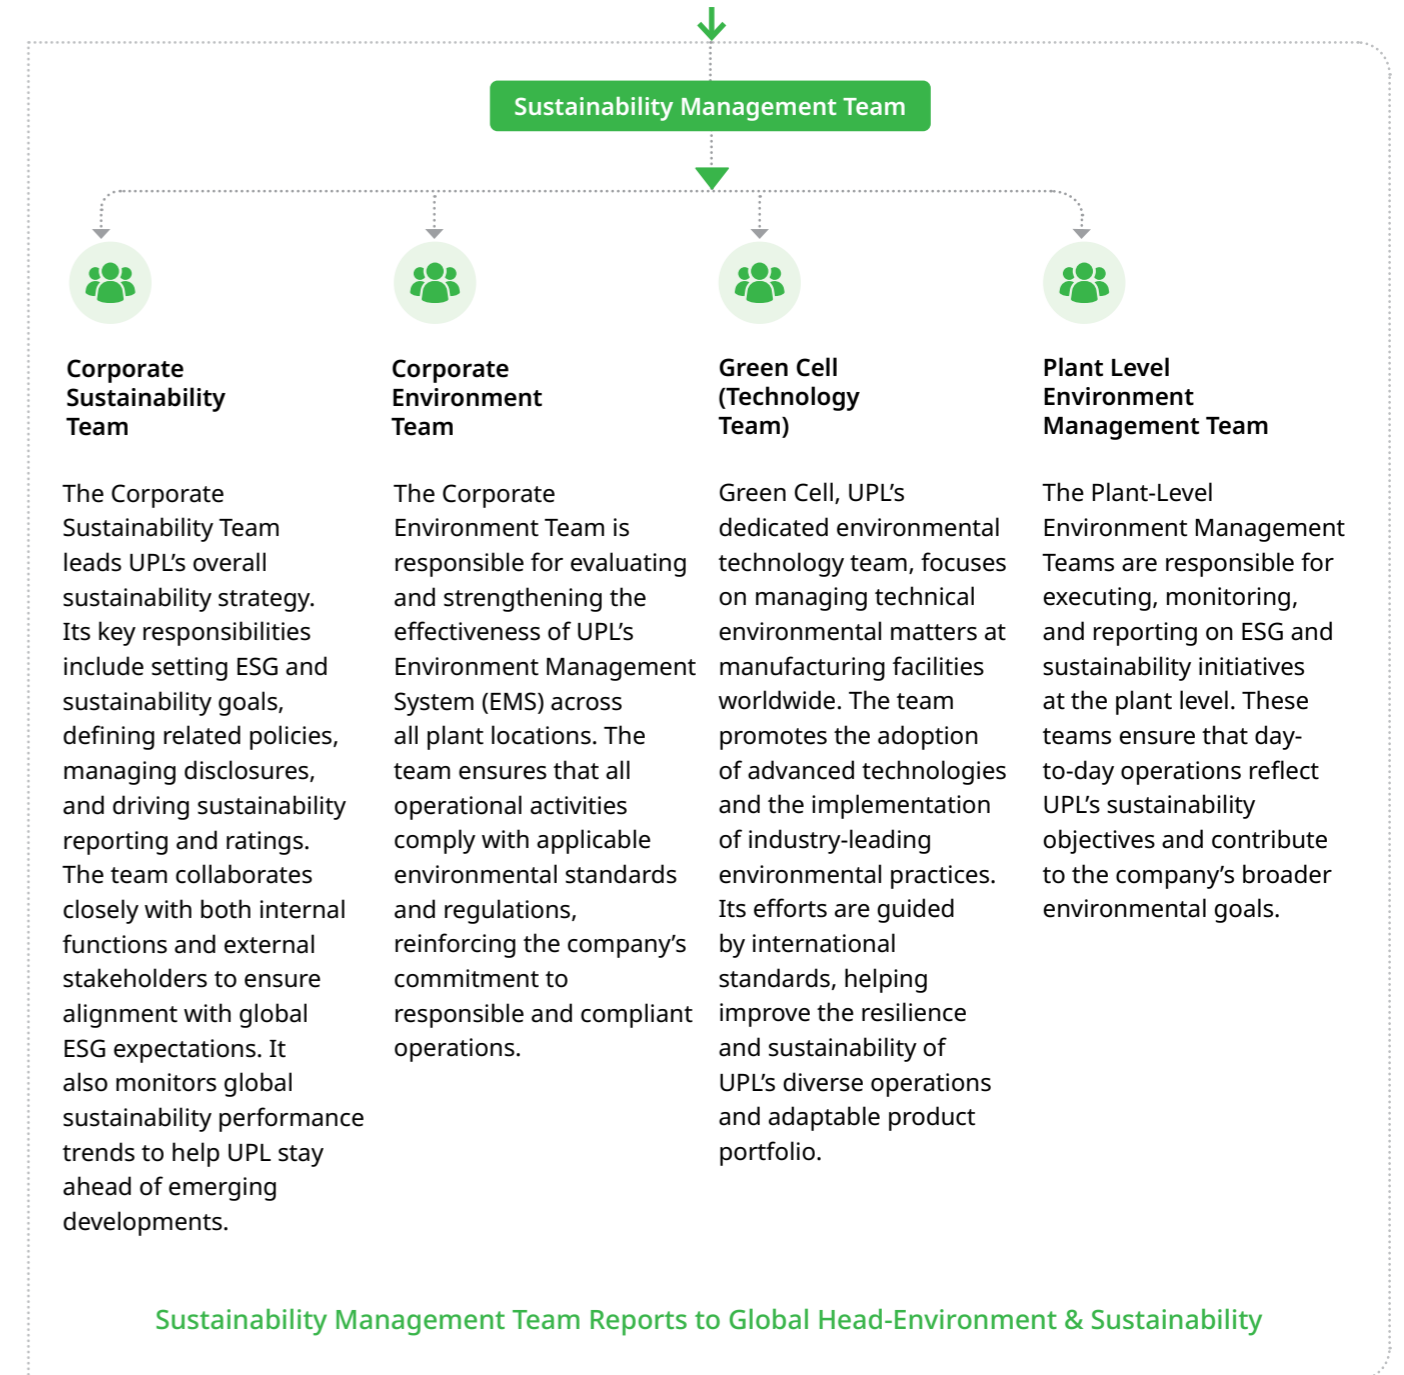 Sustainability Management Team
Corporate
Sustainability
Team
The Corporate
Sustainability Team
leads UPL’s overall
sustainability strategy.
Its key responsibilities
include setting ESG and
sustainability goals,
defining related policies,
managing disclosures,
and driving sustainability
reporting and ratings.
The team collaborates
closely with both internal
functions and external
stakeholders to ensure
alignment with global
ESG expectations. It
also monitors global
sustainability performance
trends to help UPL stay
ahead of emerging
developments.
Corporate
Environment
Team
The Corporate
Environment Team is
responsible for evaluating
and strengthening the
effectiveness of UPL’s
Environment Management
System (EMS) across
all plant locations. The
team ensures that all
operational activities
comply with applicable
environmental standards
and regulations,
reinforcing the company’s
commitment to
responsible and compliant
operations.
Green Cell
(Technology
Team)
Green Cell, UPL’s
dedicated environmental
technology team, focuses
on managing technical
environmental matters at
manufacturing facilities
worldwide. The team
promotes the adoption
of advanced technologies
and the implementation
of industry-leading
environmental practices.
Its efforts are guided
by international
standards, helping
improve the resilience
and sustainability of
UPL’s diverse operations
and adaptable product
portfolio.
Plant Level
Environment
Management Team
The Plant-Level
Environment Management
Teams are responsible for
executing, monitoring,
and reporting on ESG and
sustainability initiatives
at the plant level. These
teams ensure that day-
to-day operations reflect
UPL’s sustainability
objectives and contribute
to the company’s broader
environmental goals.
Sustainability Management Team Reports to Global Head-Environment & Sustainability